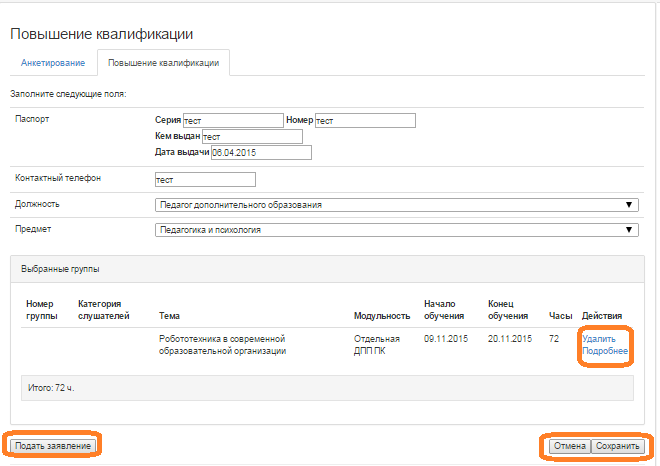 Повышение квалификации
Анкетирование Повышение квалификации
Заполните следующие поля:
Паспорт Серия тест Номер тест
Кем выдан тест
Дата выдачи 06.04.2015
Контактный телефон тест
Должность Педагог дополнительного образования
Предмет Педагогика и психология
Выбранные группы
Номер Категория Тема Модульность Начало Конец Часы Действия
группы слушателей обучения обучения
Робототехника в современной Отдельная 09.11.2015 20.11.2015 72 Удалить
образовательной организации ДПП ПК Подробнее
Итого: 72 ч.
Подать заявление Отмена Сохранить